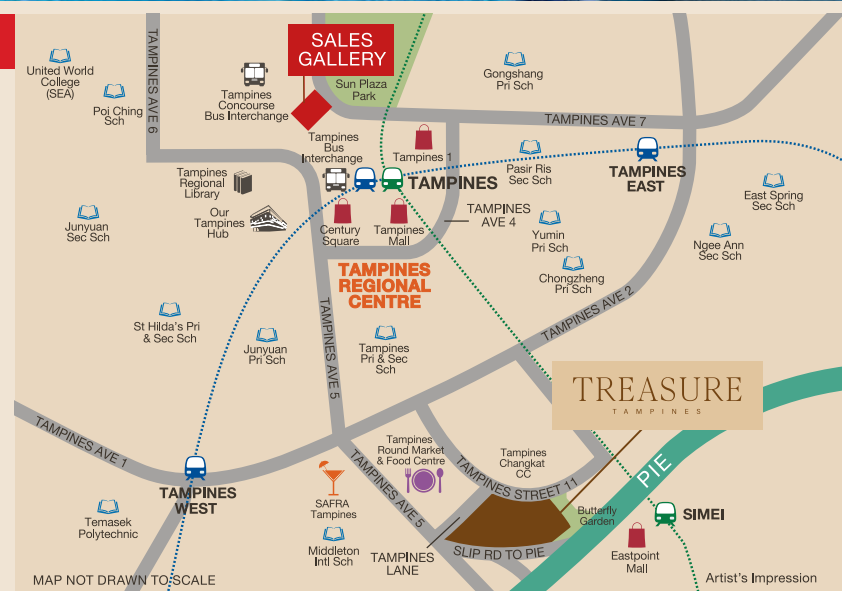 SALES
GALLERY
United World
College
(SEA)
Poi Ching
Sch
TAMPINES AVE 6
Tampines
Concourse
Bus Interchange
Sun Plaza
Park
Gongshang
Pri Sch
TAMPINES AVE 7
Tampines
Bus
Interchange
Tampines 1
Pasir Ris
Sec Sch
TAMPINES
EAST
Tampines
Regional
Library
TAMPINES
East Spring
Sec Sch
Our
Tampines
Hub
Junyuan
Sec Sch
Century
Square
Tampines
Mall
TAMPINES
AVE 4
Yumin
Pri Sch
Ngee Ann
Sec Sch
Chongzheng
Pri Sch
TAMPINES
REGIONAL
CENTRE
TAMPINES AVE 2
St Hilda's Pri
& Sec Sch
Junyuan
Pri Sch
TAMPINES AVE 5
Tampines
Pri & Sec
Sch
TREASURE
TAMPINES
TAMPINES AVE 1
Tampines
Round Market
& Food Centre
Tampines
Changkat
CC
PIE
TAMPINES STREET 11
TAMPINES
WEST
TAMPINES AVE 5
SAFRA
Tampines
Butterfly
Garden
SIMEI
Temasek
Polytechnic
Middleton
Intl Sch
TAMPINES
LANE
SLIP RD TO PIE
Eastpoint
Mall
MAP NOT DRAWN TO SCALE
Artist's Impression